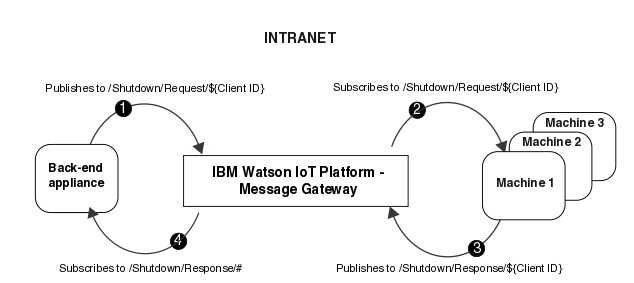 INTRANET
Publishes to /Shutdown/Request/${Client ID}
Subscribes to /Shutdown/Request/${Client ID}
1
2
Machine 3
Machine 2
Machine 1
Back-end
appliance
IBM Watson IoT Platform -
Message Gateway
4
3
Subscribes to /Shutdown/Response/#
Publishes to /Shutdown/Response/${Client ID}